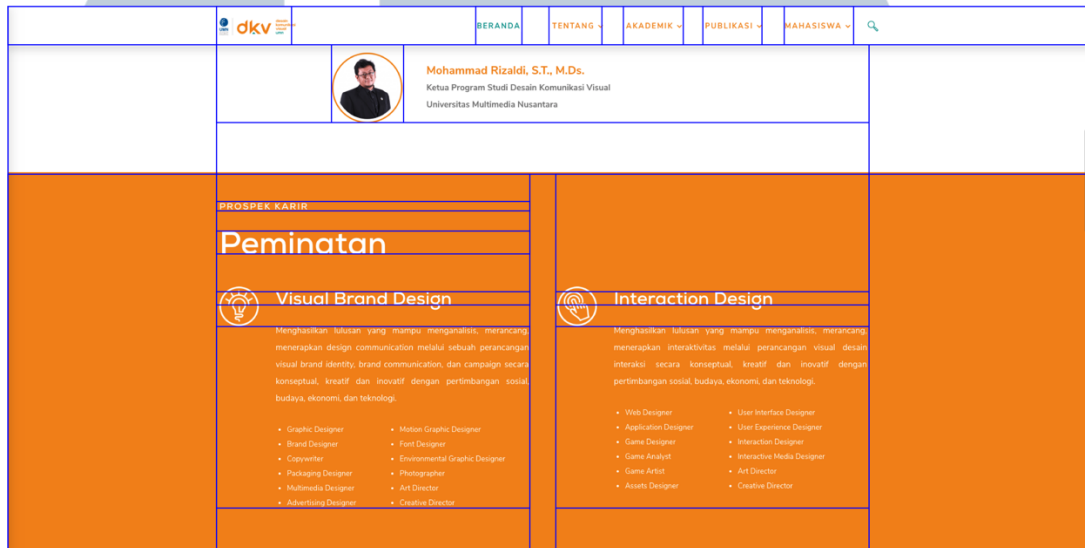 dkv
BERANDA
TENTANG
AKADEMIK
PUBLIKASI
MAHASISWA
Mohammad Rizaldi, S.T., M.Ds.
Ketua Program Studi Desain Komunikasi Visual
Universitas Multimedia Nusantara
PROSPEK KARIR
Peminatan
Visual Brand Design
Menghasilkan lulusan yang mampu menganalisis, merancang,
menerapkan design communication melalui sebuah perancangan
visual brand identity, brand communication, dan campaign secara
konseptual, kreatif dan inovatif dengan pertimbangan sosial,
budaya, ekonomi, dan teknologi.
• Graphic Designer
• Brand Designer
• Copywriter
• Packaging Designer
• Multimedia Designer
• Advertising Designer
• Motion Graphic Designer
• Font Designer
• Environmental Graphic Designer
• Photographer
• Art Director
• Creative Director
Interaction Design
Menghasilkan lulusan yang mampu menganalisis, merancang,
menerapkan interaktivitas melalui perancangan visual desain
interaksi secara konseptual, kreatif dan inovatif dengan
pertimbangan sosial, budaya, ekonomi, dan teknologi.
• Web Designer
• Application Designer
• Game Designer
• Game Analyst
• Game Artist
• Assets Designer
• User Interface Designer
• User Experience Designer
• Interaction Designer
• Interactive Media Designer
• Art Director
• Creative Director